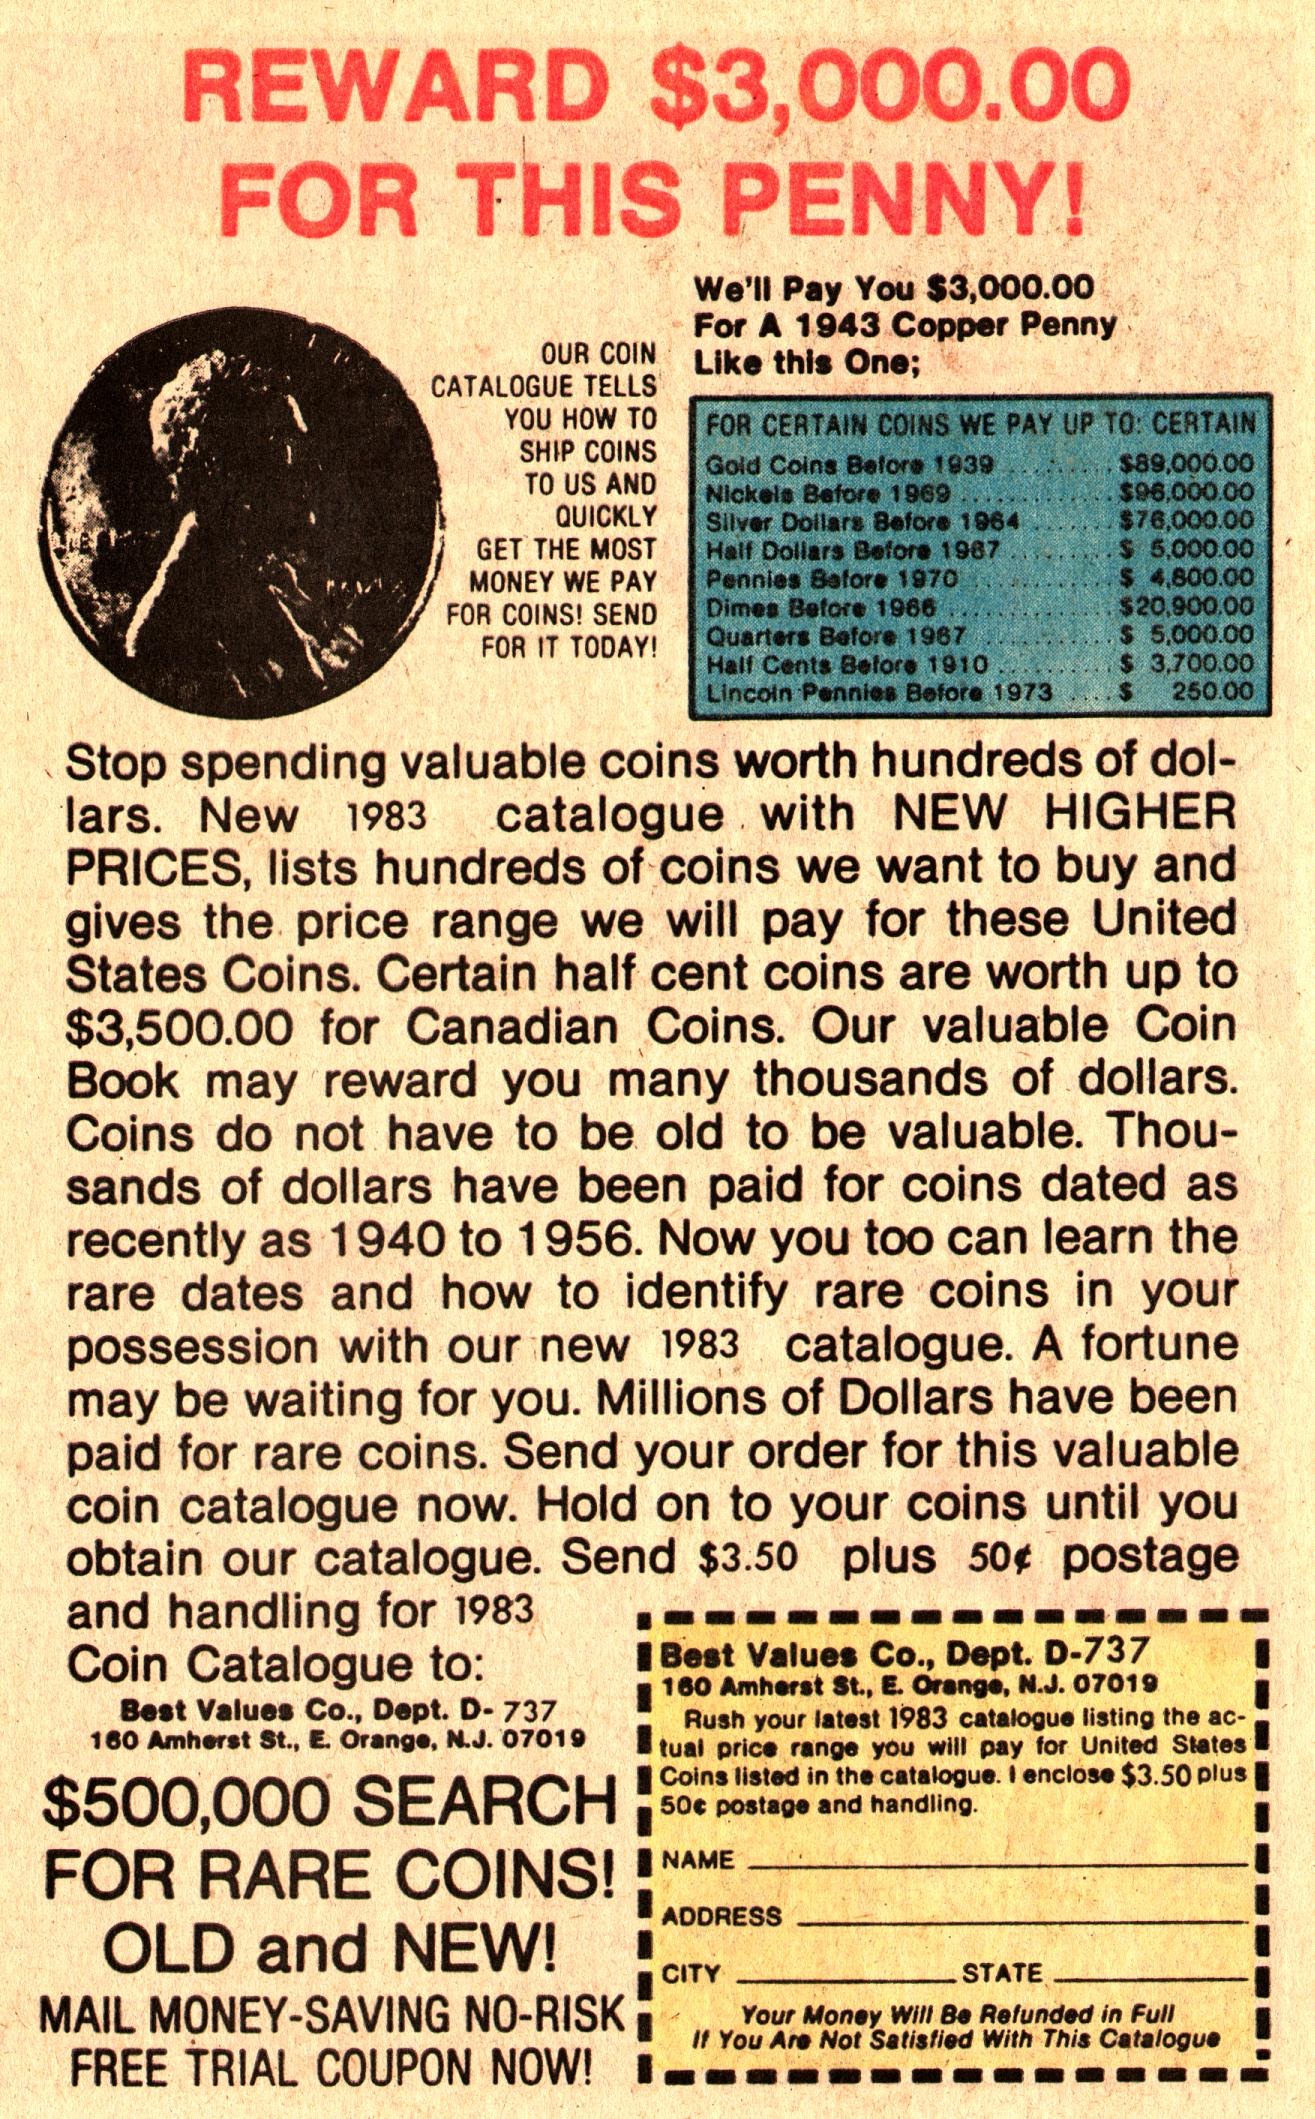 REWARD $3,000.00
FOR THIS PENNY!
OUR COIN
CATALOGUE TELLS
YOU HOW TO
SHIP COINS
TO US AND
QUICKLY
GET THE MOST
MONEY WE PAY
FOR COINS! SEND
FOR IT TODAY!
We'll Pay You $3,000.00
For A 1943 Copper Penny
Like this One;
FOR CERTAIN COINS WE PAY UP TO: CERTAIN
Gold Coins Before 1939 ........ $89,000.00
Nickels Before 1969 ............ $96,000.00
Silver Dollars Before 1964 ....... $76,000.00
Half Dollars Before 1967 ........ $ 5,000.00
Pennies Before 1970 ............ $ 4,800.00
Dimes Before 1966 ............. $20,900.00
Quarters Before 1967 ........... $ 5,000.00
Half Cents Before 1910 .......... $ 3,700.00
Lincoln Pennies Before 1973 .... $ 250.00
Stop spending valuable coins worth hundreds of dol-
lars. New 1983 catalogue with NEW HIGHER
PRICES, lists hundreds of coins we want to buy and
gives the price range we will pay for these United
States Coins. Certain half cent coins are worth up to
$3,500.00 for Canadian Coins. Our valuable Coin
Book may reward you many thousands of dollars.
Coins do not have to be old to be valuable. Thou-
sands of dollars have been paid for coins dated as
recently as 1940 to 1956. Now you too can learn the
rare dates and how to identify rare coins in your
possession with our new 1983 catalogue. A fortune
may be waiting for you. Millions of Dollars have been
paid for rare coins. Send your order for this valuable
coin catalogue now. Hold on to your coins until you
obtain our catalogue. Send $3.50 plus 50¢ postage
and handling for 1983
Coin Catalogue to:
Best Values Co., Dept. D- 737
160 Amherst St., E. Orange, N.J. 07019
$500,000 SEARCH
FOR RARE COINS!
OLD and NEW!
MAIL MONEY-SAVING NO-RISK
FREE TRIAL COUPON NOW!
Best Values Co., Dept. D-737
160 Amherst St., E. Orange, N.J. 07019
Rush your latest 1983 catalogue listing the ac-
tual price range you will pay for United States
Coins listed in the catalogue. I enclose $3.50 plus
50¢ postage and handling.
NAME
ADDRESS
CITY STATE
Your Money Will Be Refunded in Full
If You Are Not Satisfied With This Catalogue